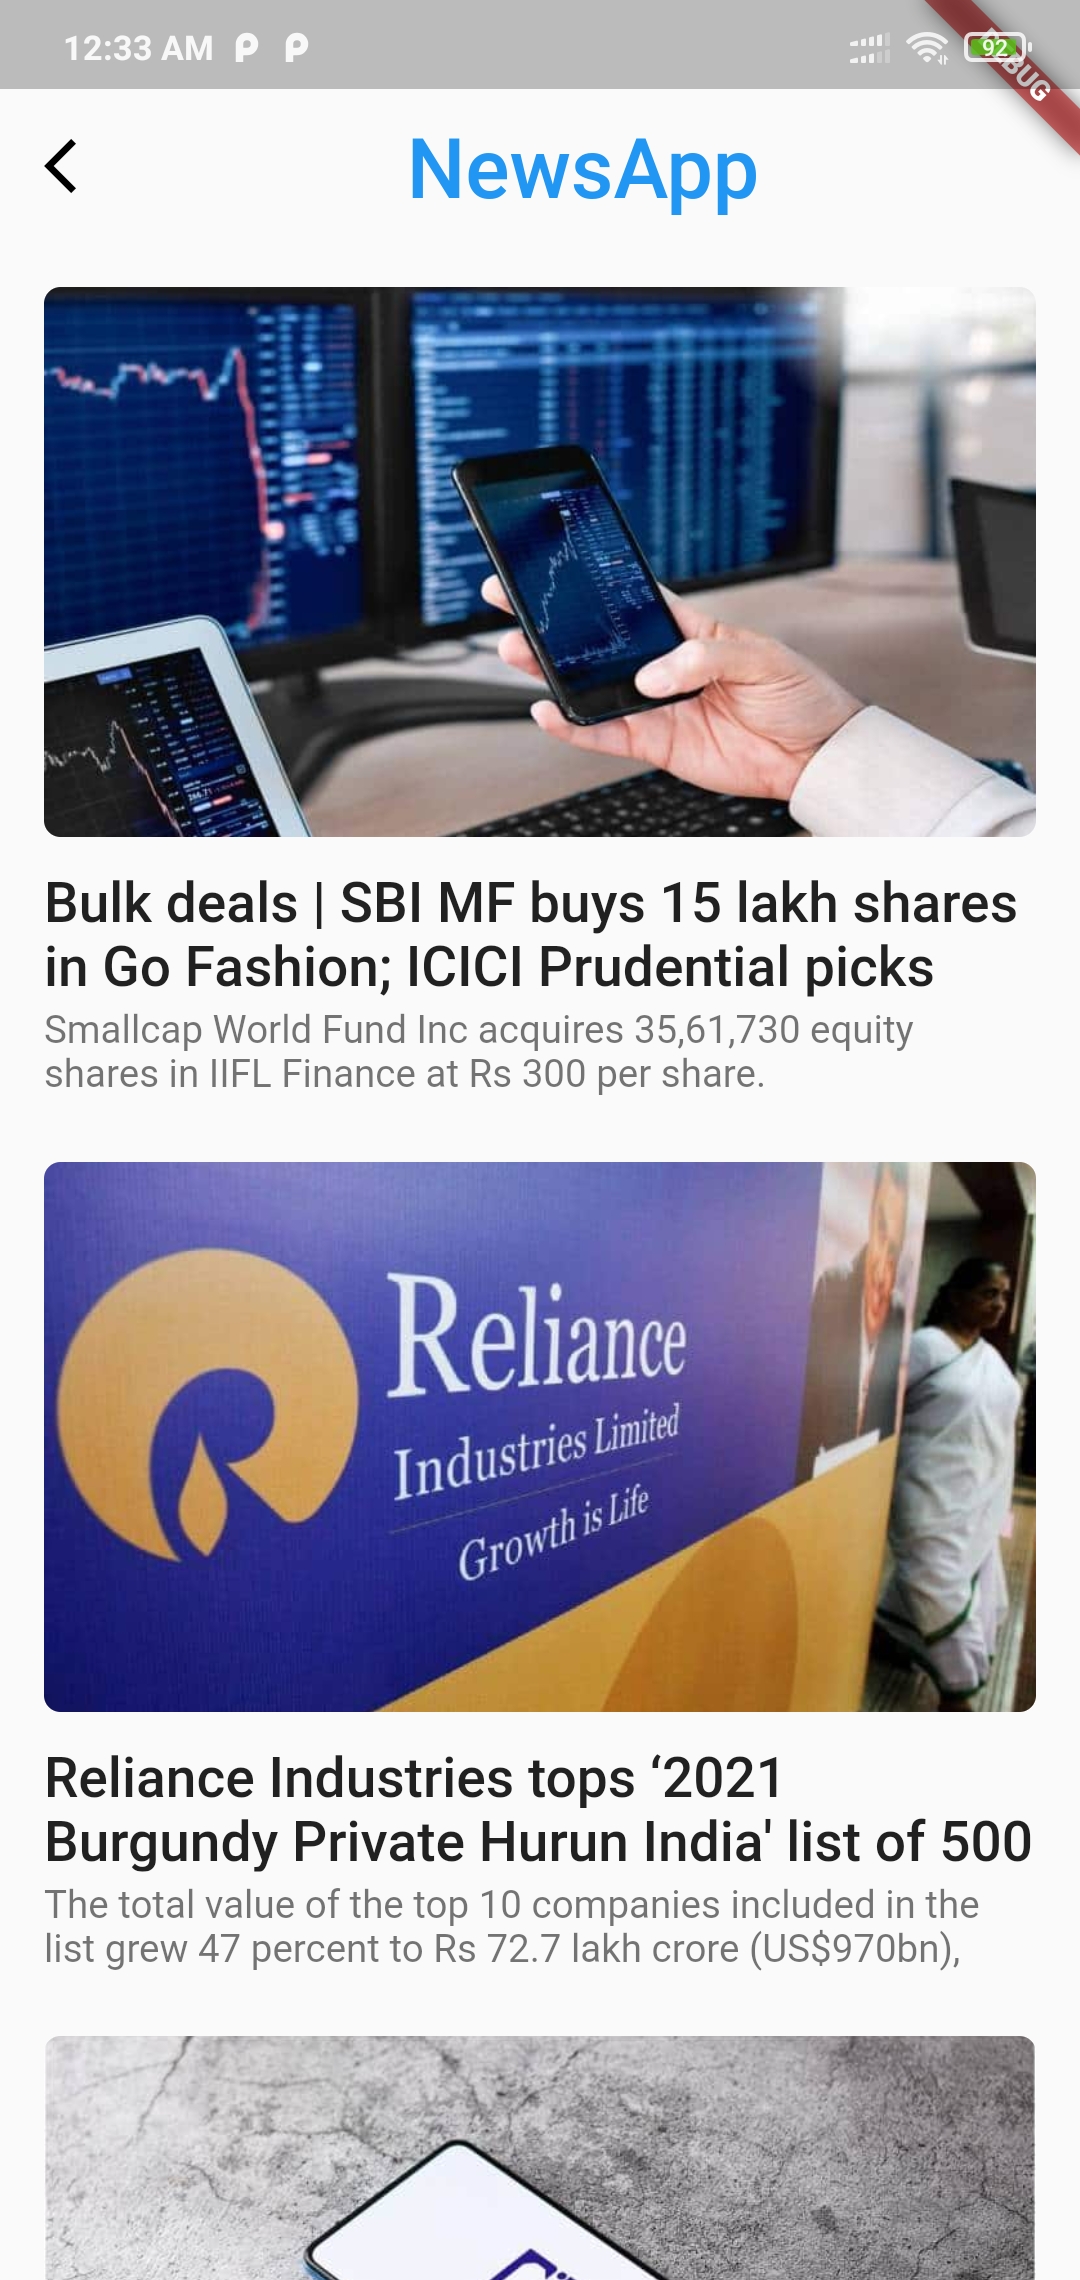 12:33 AM
92
DEBUG
NewsApp
Bulk deals | SBI MF buys 15 lakh shares
in Go Fashion; ICICI Prudential picks
Smallcap World Fund Inc acquires 35,61,730 equity
shares in IIFL Finance at Rs 300 per share.
Reliance
Industries Limited
Growth is Life
Reliance Industries tops ‘2021
Burgundy Private Hurun India' list of 500
The total value of the top 10 companies included in the
list grew 47 percent to Rs 72.7 lakh crore (US$970bn),